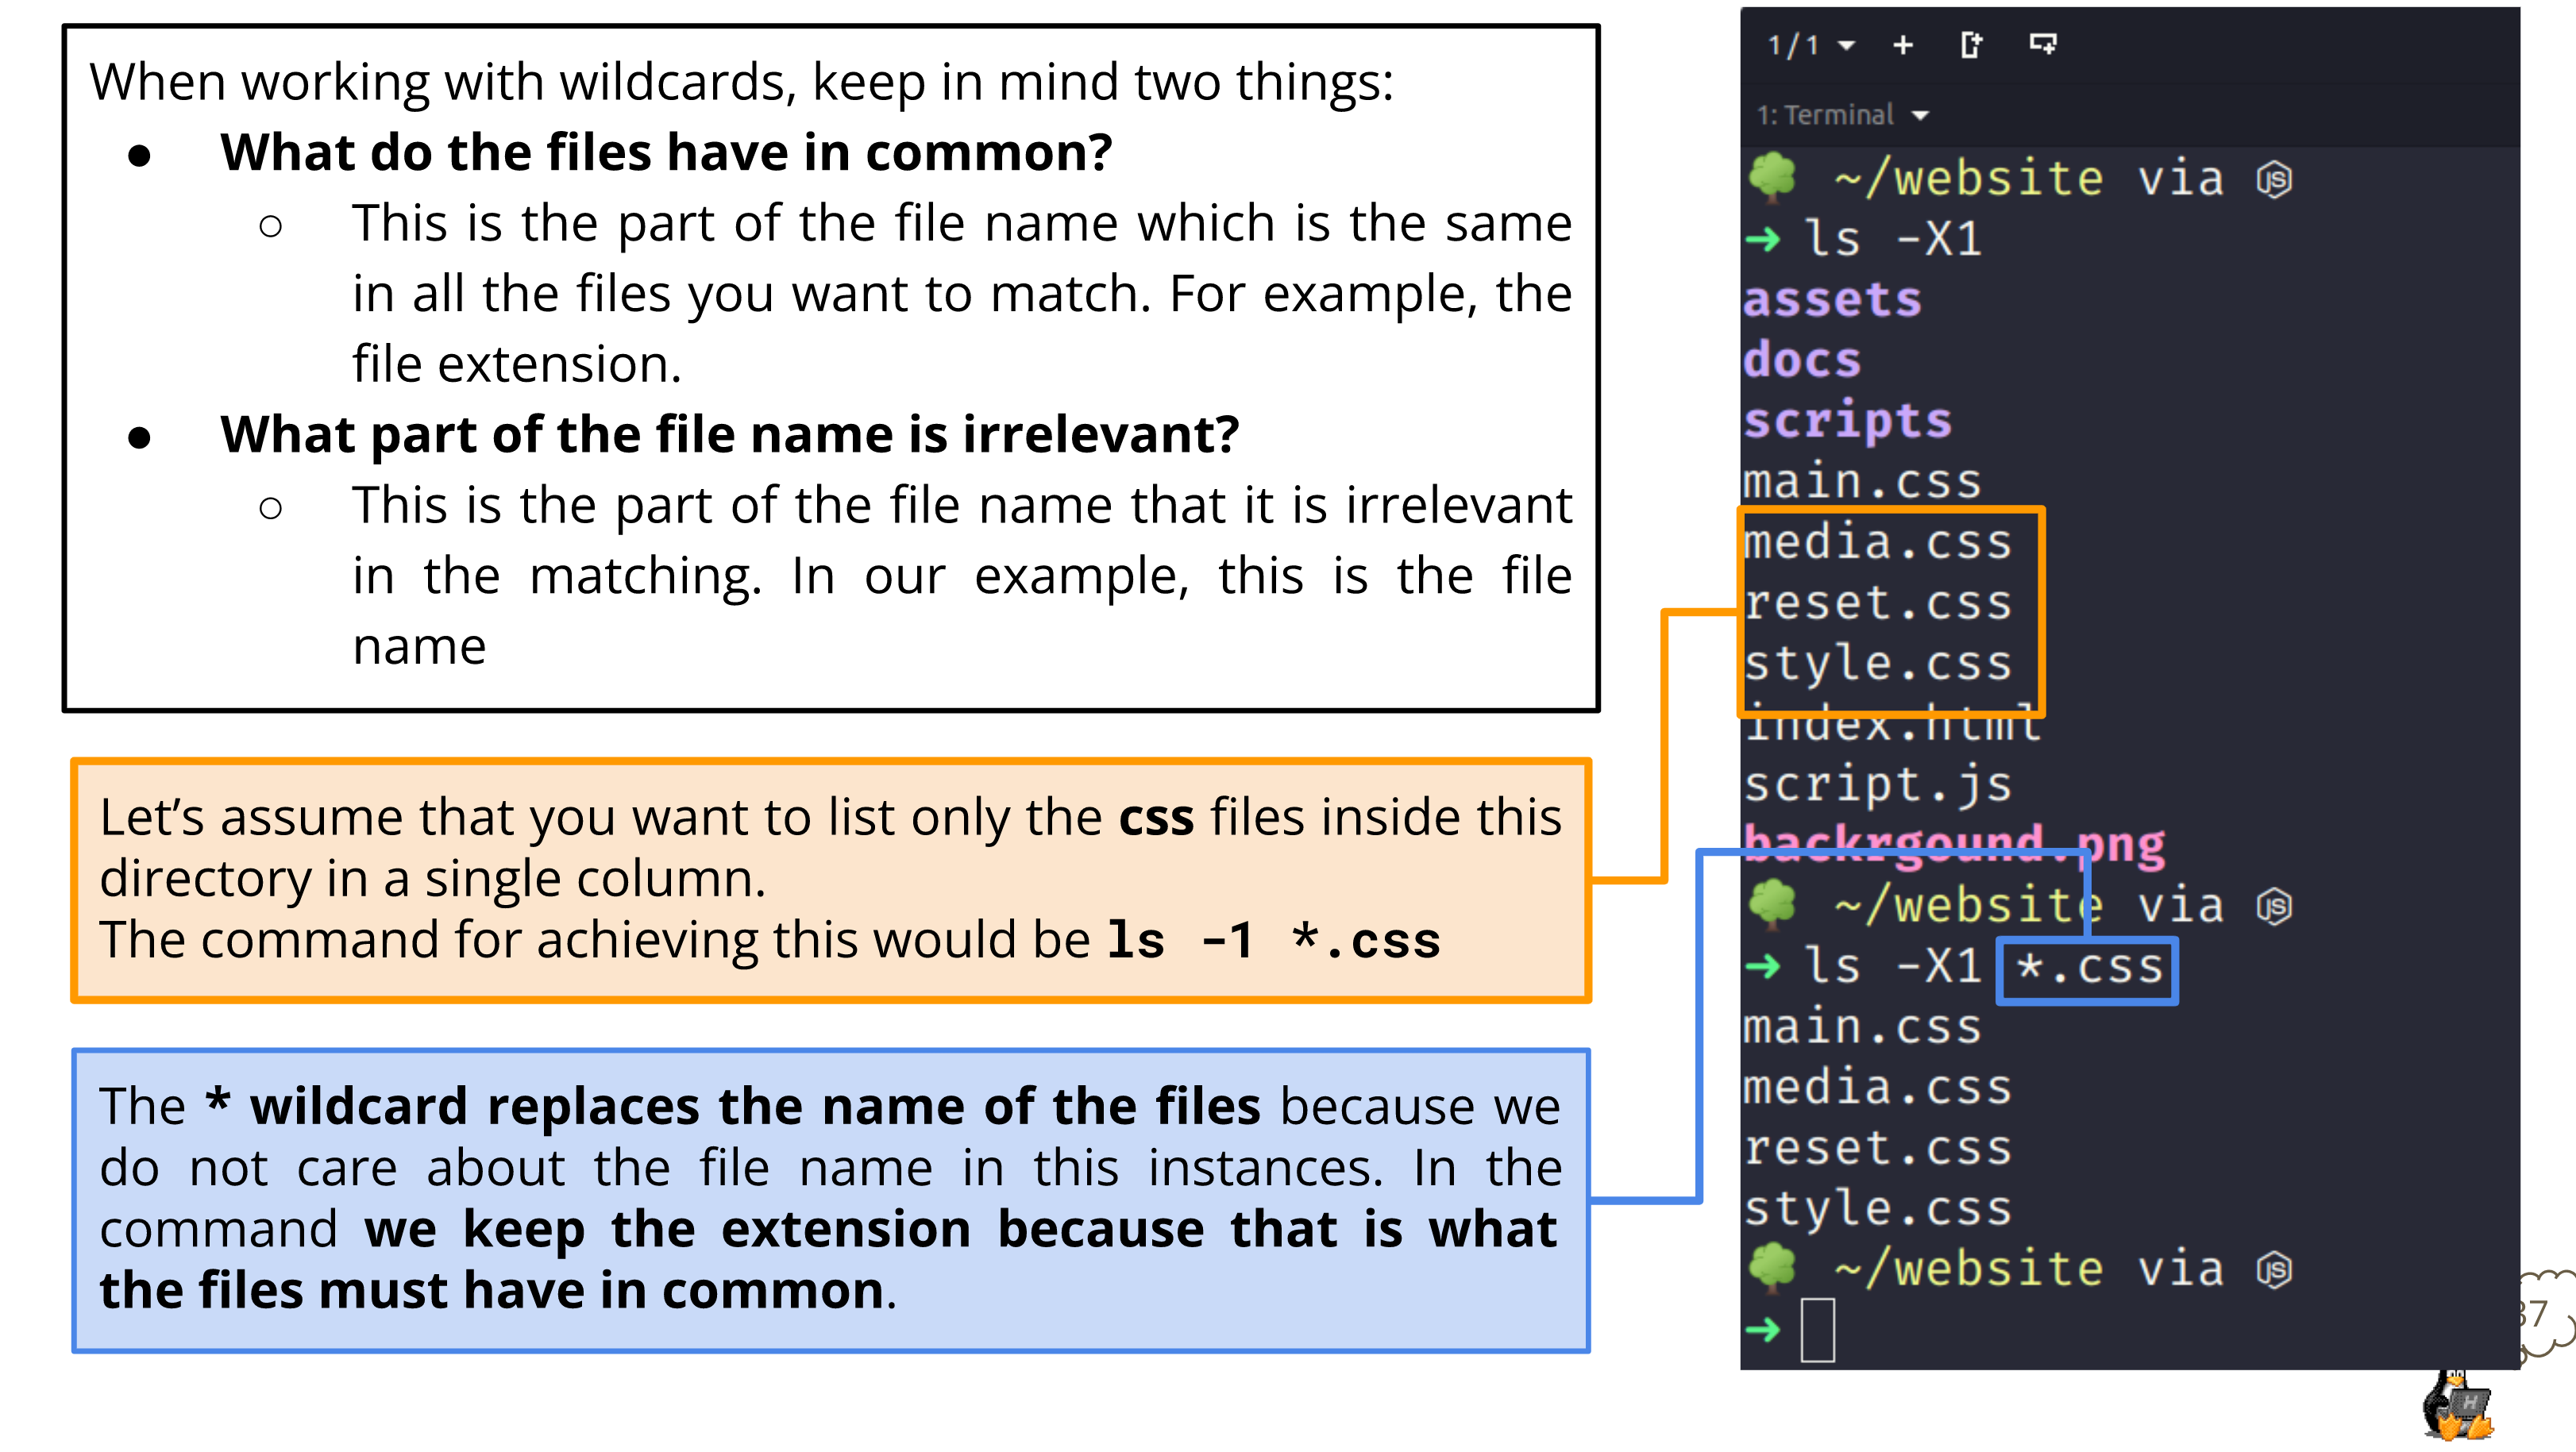 When working with wildcards, keep in mind two things:
● What do the files have in common?
○ This is the part of the file name which is the same
in all the files you want to match. For example, the
file extension.
● What part of the file name is irrelevant?
○ This is the part of the file name that it is irrelevant
in the matching. In our example, this is the file
name
Let’s assume that you want to list only the css files inside this
directory in a single column.
The command for achieving this would be ls -1 *.css
The * wildcard replaces the name of the files because we
do not care about the file name in this instances. In the
command we keep the extension because that is what
the files must have in common.
1/1
1: Terminal
~/website via JS
➜ ls -X1
assets
docs
scripts
main.css
media.css
reset.css
style.css
index.html
script.js
backrgound.png
~/website via JS
➜ ls -X1 *.css
main.css
media.css
reset.css
style.css
~/website via JS
➜
H